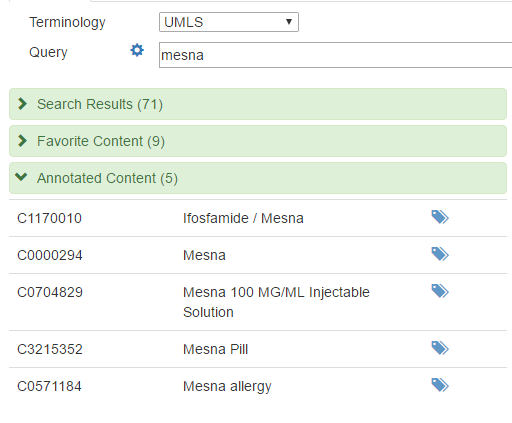 Terminology UMLS
Query mesna
Search Results (71)
Favorite Content (9)
Annotated Content (5)
C1170010 Ifosfamide / Mesna
C0000294 Mesna
C0704829 Mesna 100 MG/ML Injectable
Solution
C3215352 Mesna Pill
C0571184 Mesna allergy